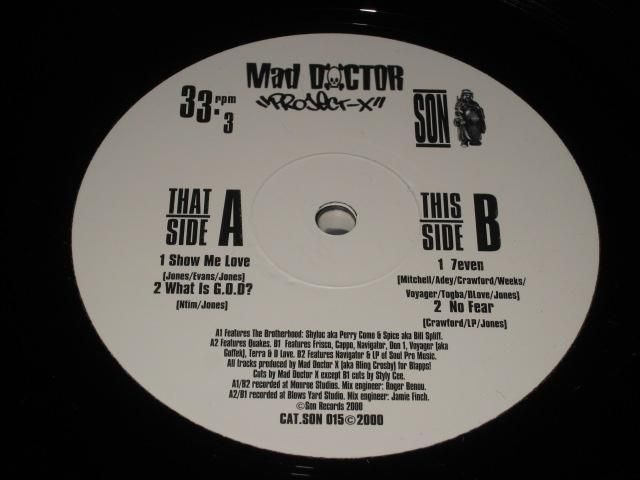 Mad DOCTOR
"PROJECT-X"
33. rpm 3
SON
THAT SIDE A
1 Show Me Love
(Jones/Evans/Jones)
2 What Is G.O.D?
(Ntim/Jones)
THIS SIDE B
1 7even
(Mitchell/Adey/Crawford/Weeks/
Voyager/Togba/DLove/Jones)
2 No Fear
(Crawford/LP/Jones)
A1 Features The Brotherhood: Shyluc aka Perry Como & Spice aka Bill Spliff.
A2 Features Quakes. B1 Features Frisco, Cappo, Navigator, Don 1, Voyager (aka
Goffek), Terra & D Love. B2 Features Navigator & LP of Soul Pro Music.
All tracks produced by Mad Doctor X (aka Bling Crosby) for Blapps!
Cuts by Mad Doctor X except B1 cuts by Styly Cee.
A1/B2 recorded at Monroe Studios. Mix engineer: Roger Benou.
A2/B1 recorded at Blows Yard Studio. Mix engineer: Jamie Finch.
©Son Records 2000
CAT.SON 015©2000